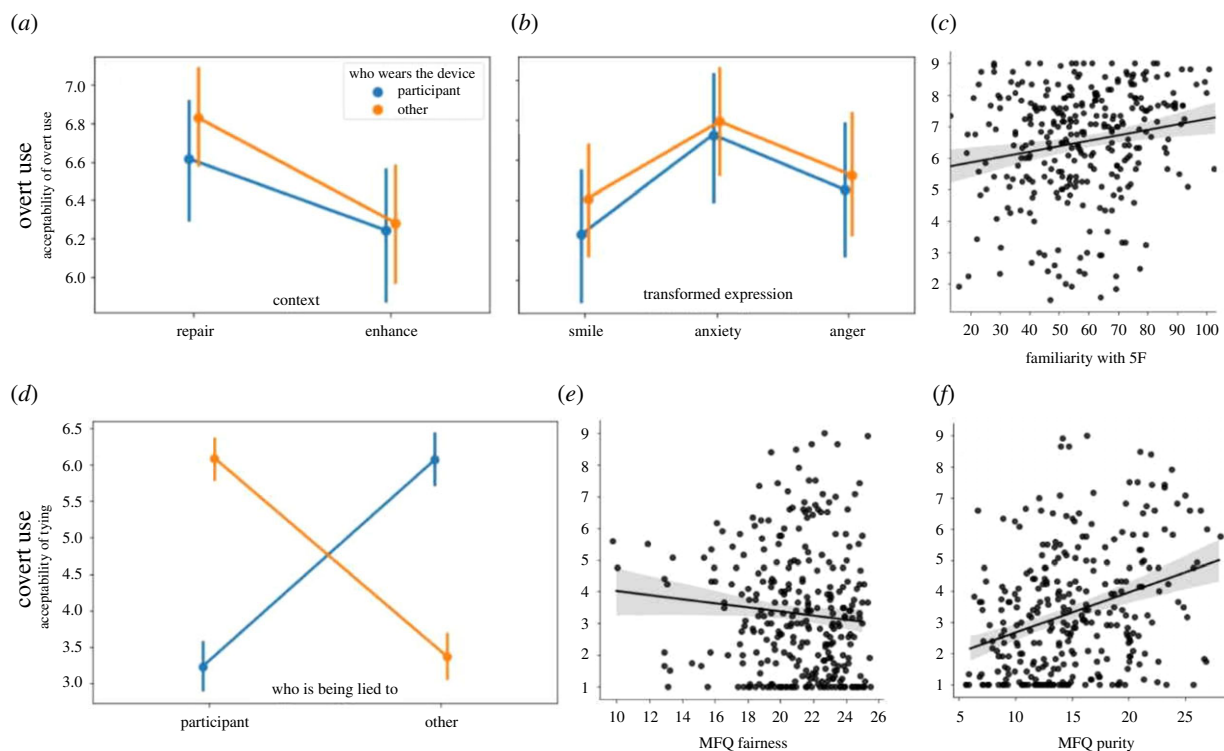 (a)
(b)
(c)
who wears the device
participant
other
overt use
acceptability of overt use
7.0
6.8
6.6
6.4
6.2
6.0
context
repair
enhance
transformed expression
smile
anxiety
anger
9
8
7
6
5
4
3
2
20 30 40 50 60 70 80 90 100
familiarity with 5F
(d)
(e)
(f)
covert use
acceptability of tying
6.5
6.0
5.0
4.5
4.0
3.5
3.0
who is being lied to
participant
other
9
8
7
6
5
4
3
2
1
10 12 14 16 18 20 22 24 26
MFQ fairness
9
8
7
6
5
4
3
2
1
5 10 15 20 25
MFQ purity